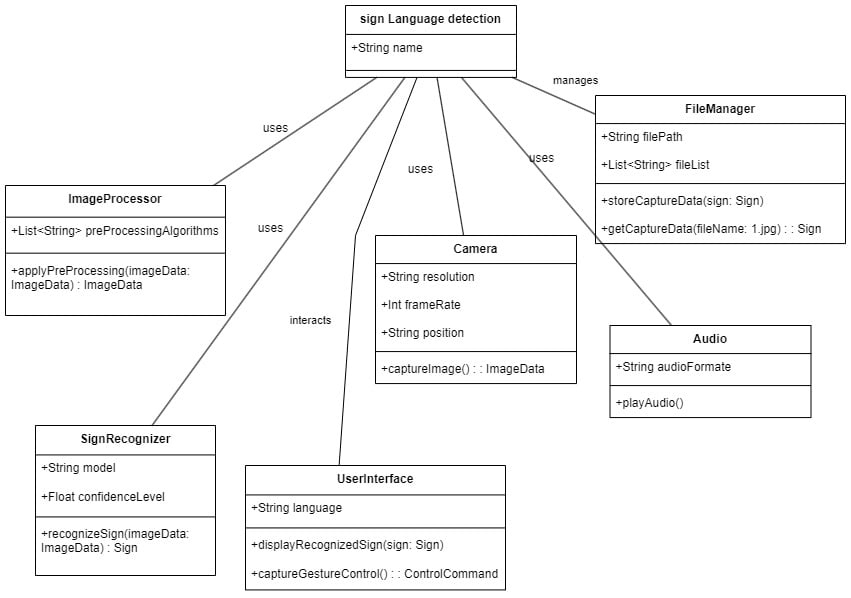 sign Language detection
+String name
manages
uses
FileManager
+String filePath
+List<String> fileList
+storeCaptureData(sign: Sign)
+getCaptureData(fileName: 1.jpg) : : Sign
uses
uses
ImageProcessor
+List<String> preProcessingAlgorithms
+applyPreProcessing(imageData:
ImageData) : ImageData
uses
Camera
+String resolution
+Int frameRate
+String position
+captureImage() : : ImageData
interacts
Audio
+String audioFormate
+playAudio()
SignRecognizer
+String model
+Float confidenceLevel
+recognizeSign(imageData:
ImageData) : Sign
UserInterface
+String language
+displayRecognizedSign(sign: Sign)
+captureGestureControl() : : ControlCommand